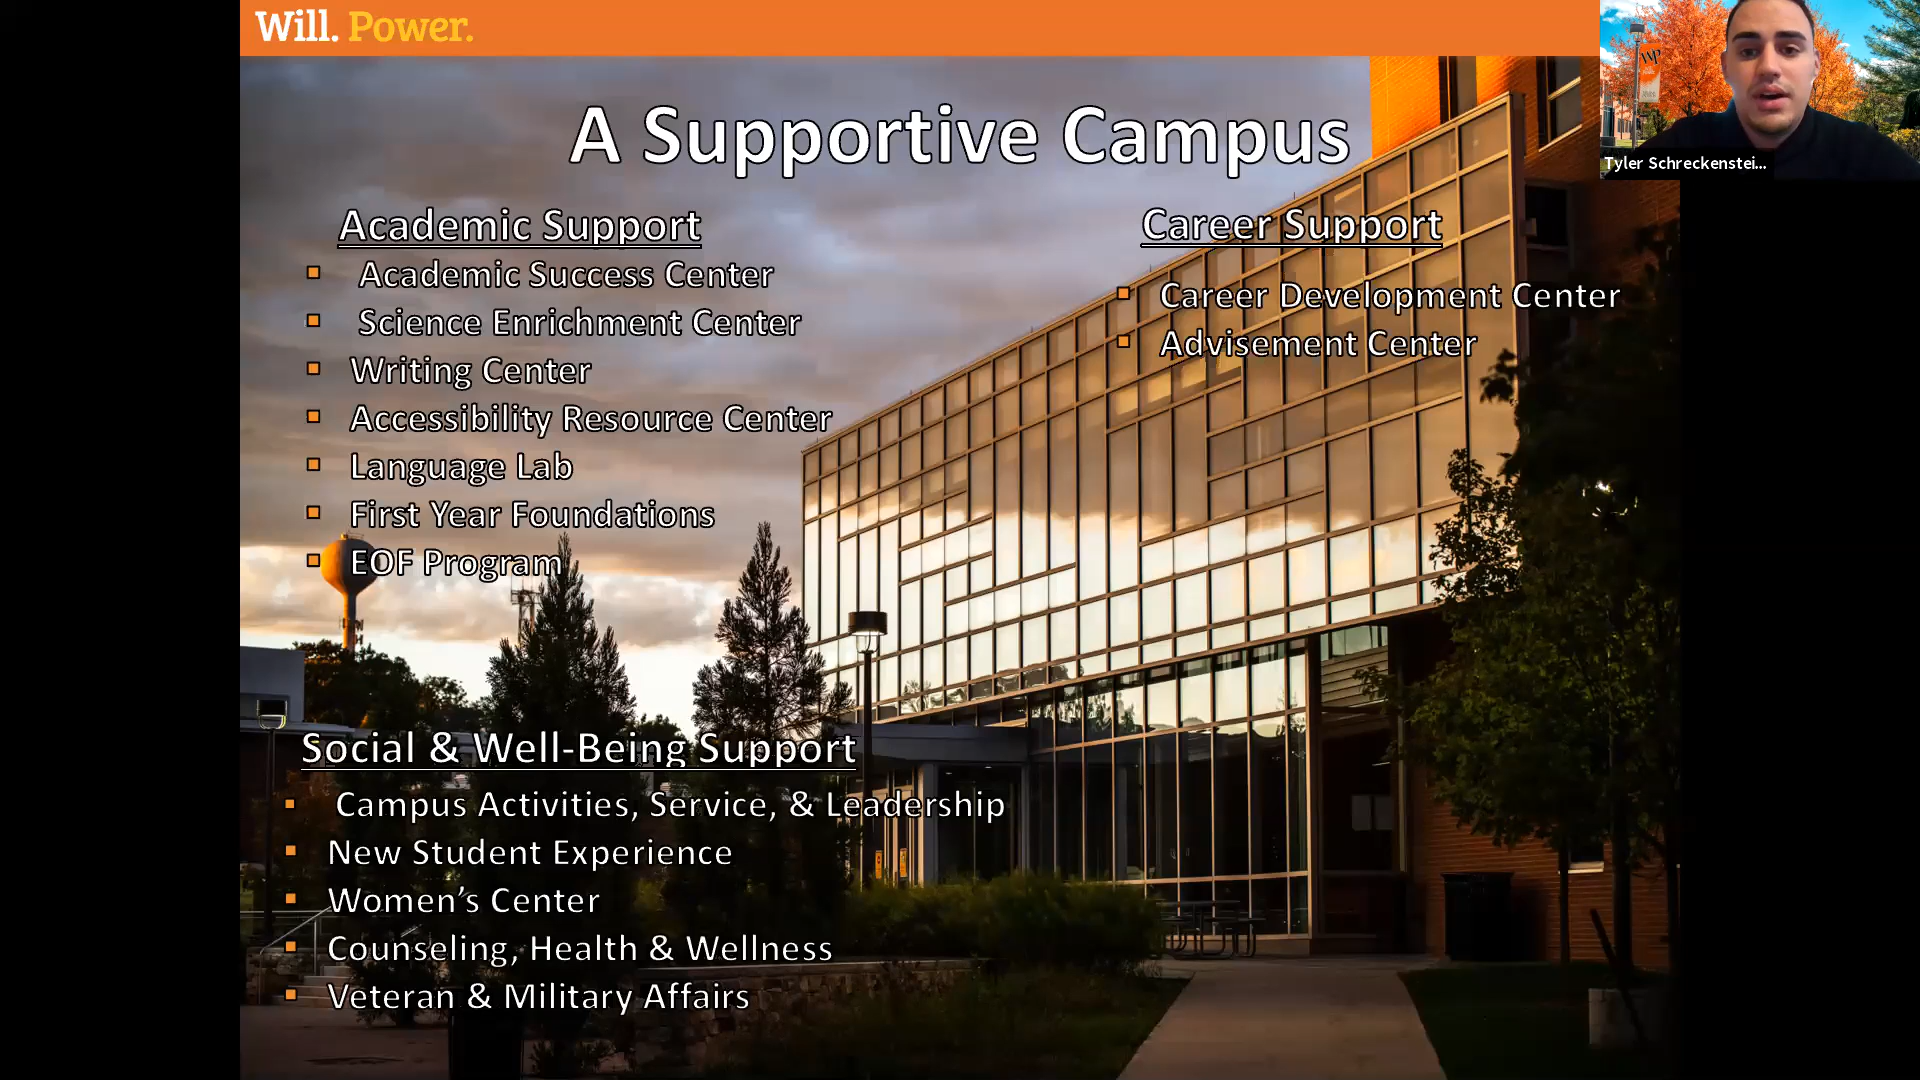 Will. Power.
WP
Tyler Schreckenstei...
A Supportive Campus
Academic Support
Academic Success Center
Science Enrichment Center
Writing Center
Accessibility Resource Center
Language Lab
First Year Foundations
EOF Program
Career Support
Career Development Center
Advisement Center
Social & Well-Being Support
Campus Activities, Service, & Leadership
New Student Experience
Women’s Center
Counseling, Health & Wellness
Veteran & Military Affairs